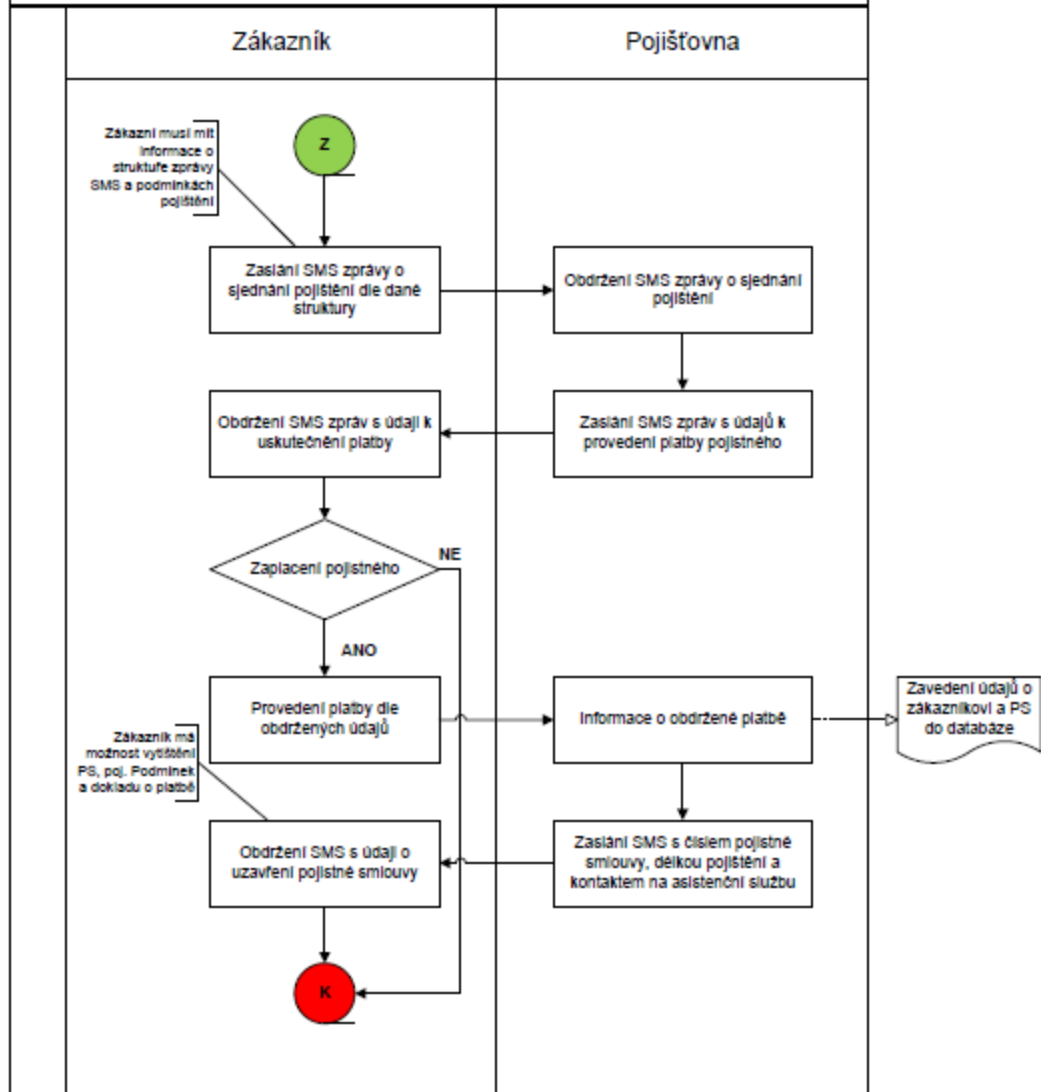 Zákazník
Pojišťovna
Z
Zákazní musí mít
informace o
struktuře zprávy
SMS a podmínkách
pojištění
Zaslání SMS zprávy o
sjednání pojištění dle dané
struktury
Obdržení SMS zprávy o sjednání
pojištění
Obdržení SMS zpráv s údaji k
uskutečnění platby
Zaslání SMS zpráv s údajů k
provedení platby pojistného
Zaplacení pojistného
NE
ANO
Provedení platby dle
obdržených údajů
Informace o obdržené platbě
Zavedení údajů o
zákazníkovi a PS
do databáze
Zákazník má
možnost vytištění
PS, poj. Podmínek
a dokladu o platbě
Obdržení SMS s údaji o
uzavření pojistné smlouvy
Zaslání SMS s číslem pojistné
smlouvy, délkou pojištění a
kontaktem na asistenční službu
K